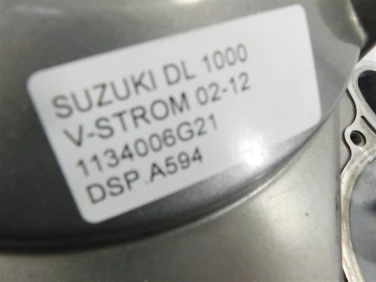 SUZUKI DL 1000
V-STROM 02-12
1134006G21
DSP.A594